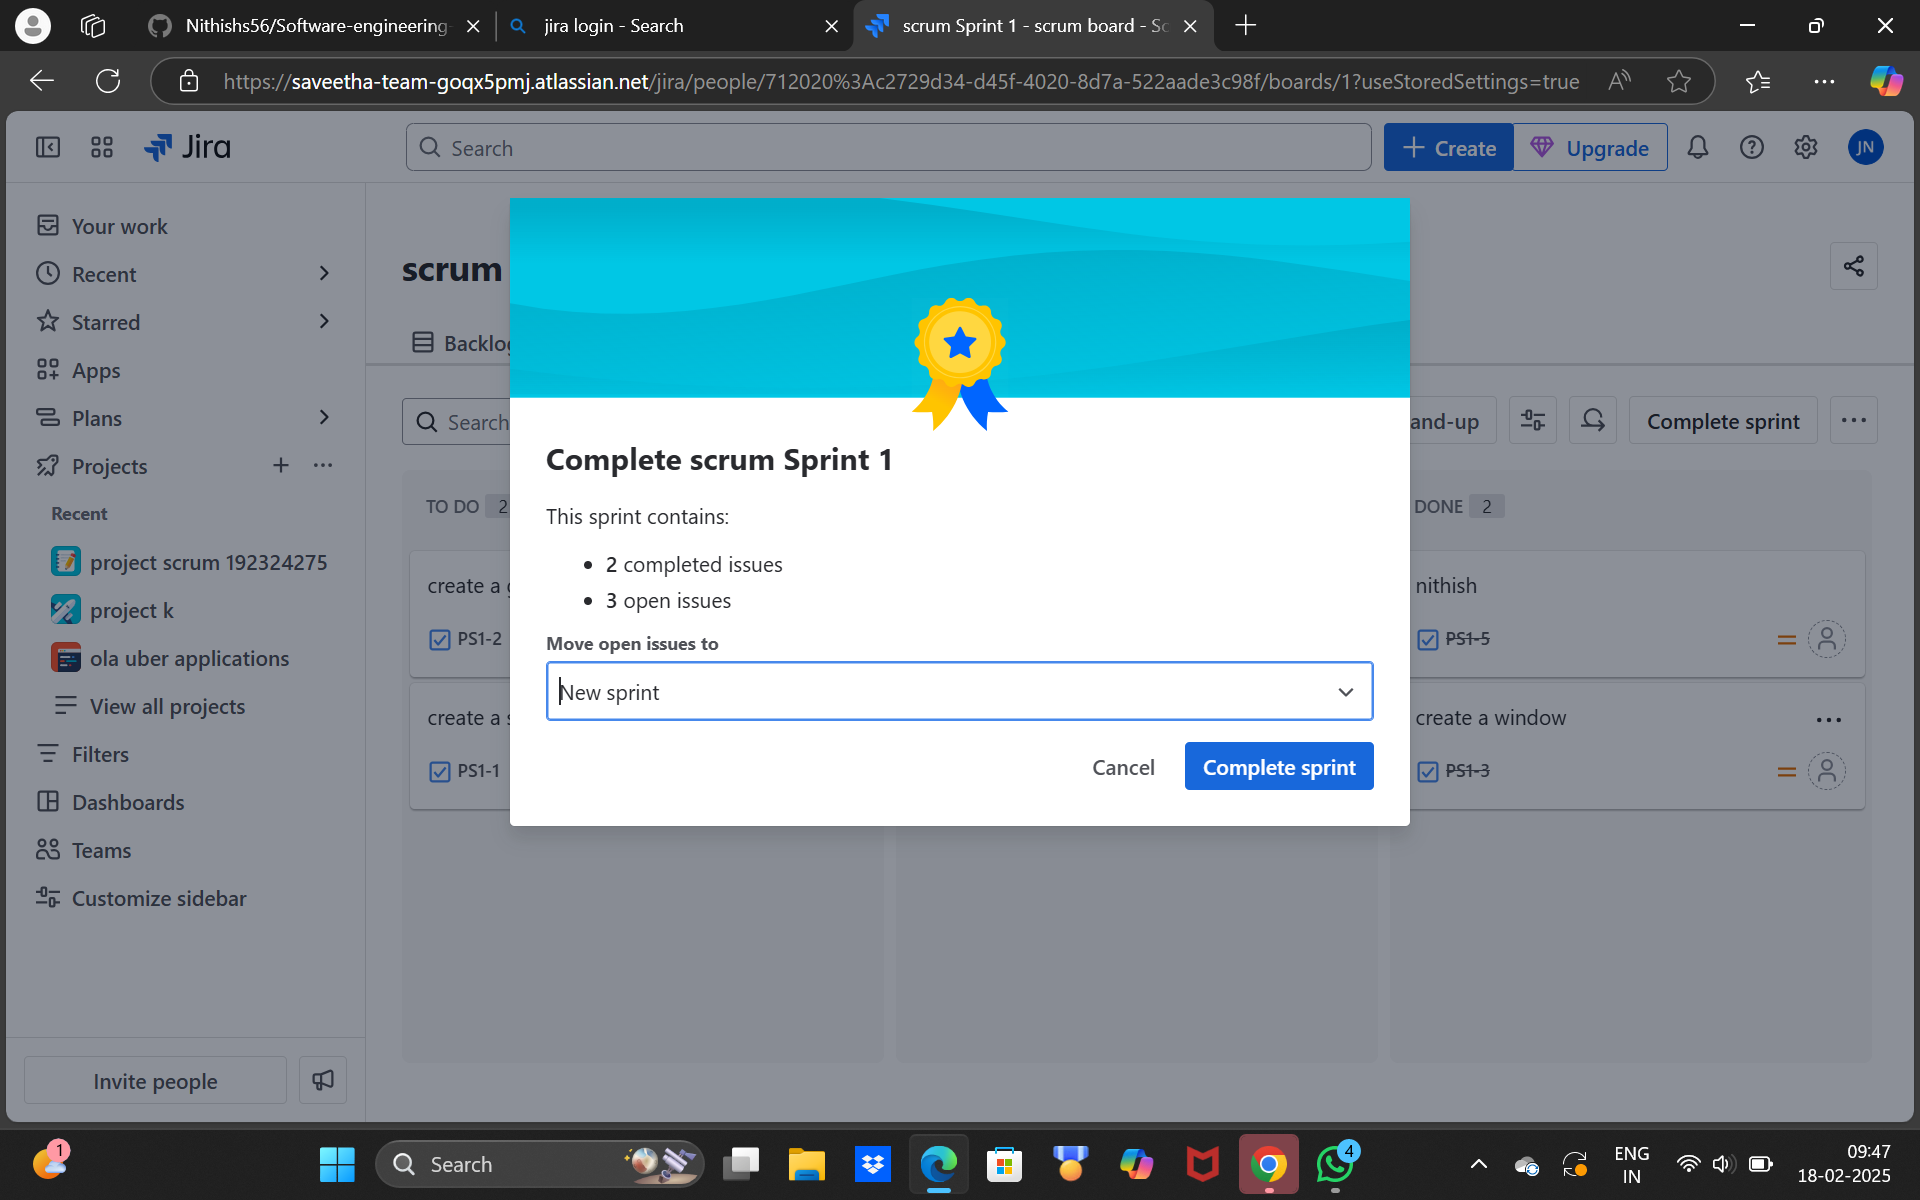 Nithishs56/Software-engineering-
jira login - Search
scrum Sprint 1 - scrum board - Sc
https://saveetha-team-goqx5pmj.atlassian.net/jira/people/712020%3Ac2729d34-d45f-4020-8d7a-522aade3c98f/boards/1?useStoredSettings=true
Jira
Search
Create
Upgrade
JN
Your work
Recent
Starred
Apps
Plans
Projects
Recent
project scrum 192324275
project k
ola uber applications
View all projects
Filters
Dashboards
Teams
Customize sidebar
Invite people
scrum
Backlog
Search
and-up
Complete sprint
TO DO 2
create a g
PS1-2
create a s
PS1-1
DONE 2
nithish
PS1-5
create a window
PS1-3
Complete scrum Sprint 1
This sprint contains:
2 completed issues
3 open issues
Move open issues to
New sprint
Cancel
Complete sprint
1
Search
4
ENG
IN
09:47
18-02-2025